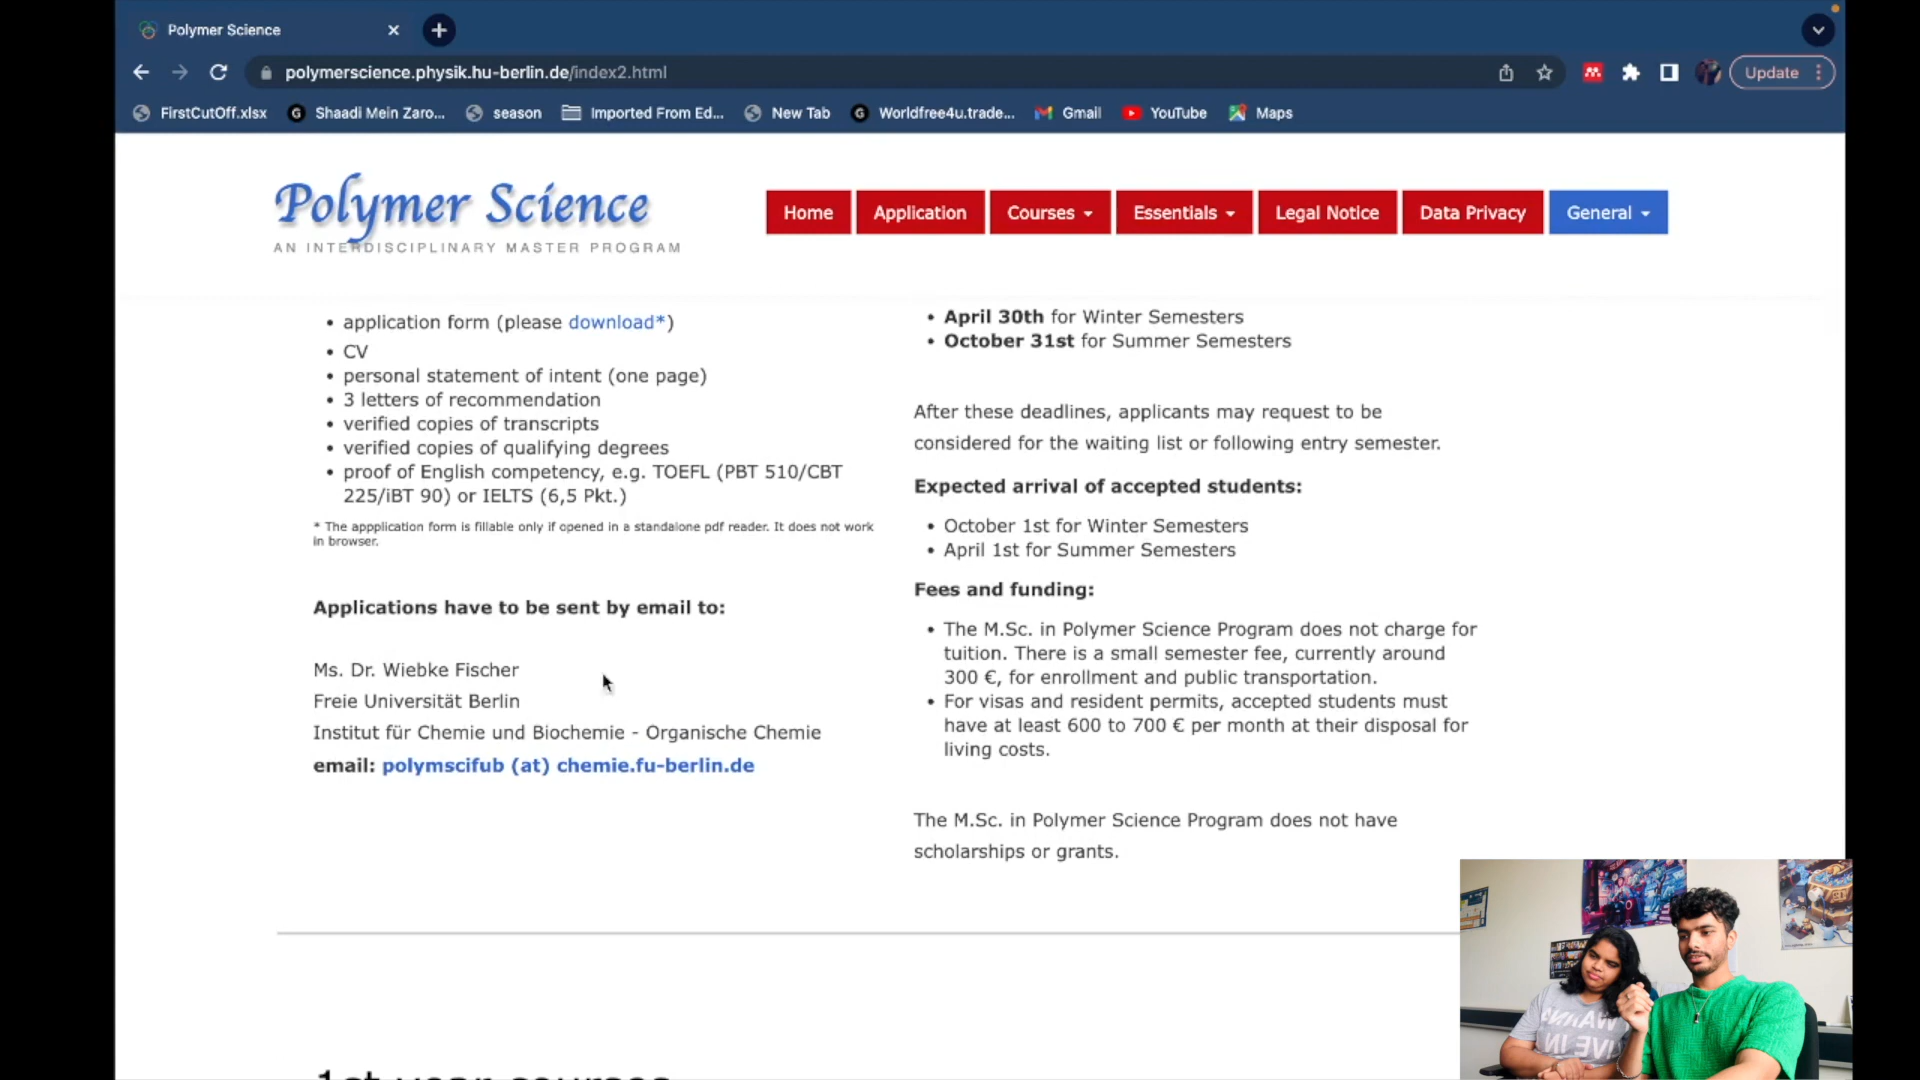 Polymer Science
polymerscience.physik.hu-berlin.de/index2.html
Update
FirstCutOff.xlsx
Shaadi Mein Zaro...
season
Imported From Ed...
New Tab
Worldfree4u.trade...
Gmail
YouTube
Maps
Polymer Science
AN INTERDISCIPLINARY MASTER PROGRAM
Home
Application
Courses
Essentials
Legal Notice
Data Privacy
General
• application form (please download*)
• CV
• personal statement of intent (one page)
• 3 letters of recommendation
• verified copies of transcripts
• verified copies of qualifying degrees
• proof of English competency, e.g. TOEFL (PBT 510/CBT
225/iBT 90) or IELTS (6,5 Pkt.)
* The appplication form is fillable only if opened in a standalone pdf reader. It does not work
in browser.
Applications have to be sent by email to:
Ms. Dr. Wiebke Fischer
Freie Universität Berlin
Institut für Chemie und Biochemie - Organische Chemie
email: polymscifub (at) chemie.fu-berlin.de
• April 30th for Winter Semesters
• October 31st for Summer Semesters
After these deadlines, applicants may request to be
considered for the waiting list or following entry semester.
Expected arrival of accepted students:
• October 1st for Winter Semesters
• April 1st for Summer Semesters
Fees and funding:
• The M.Sc. in Polymer Science Program does not charge for
tuition. There is a small semester fee, currently around
300 €, for enrollment and public transportation.
• For visas and resident permits, accepted students must
have at least 600 to 700 € per month at their disposal for
living costs.
The M.Sc. in Polymer Science Program does not have
scholarships or grants.
1st year courses
WANNA
LIVE IN